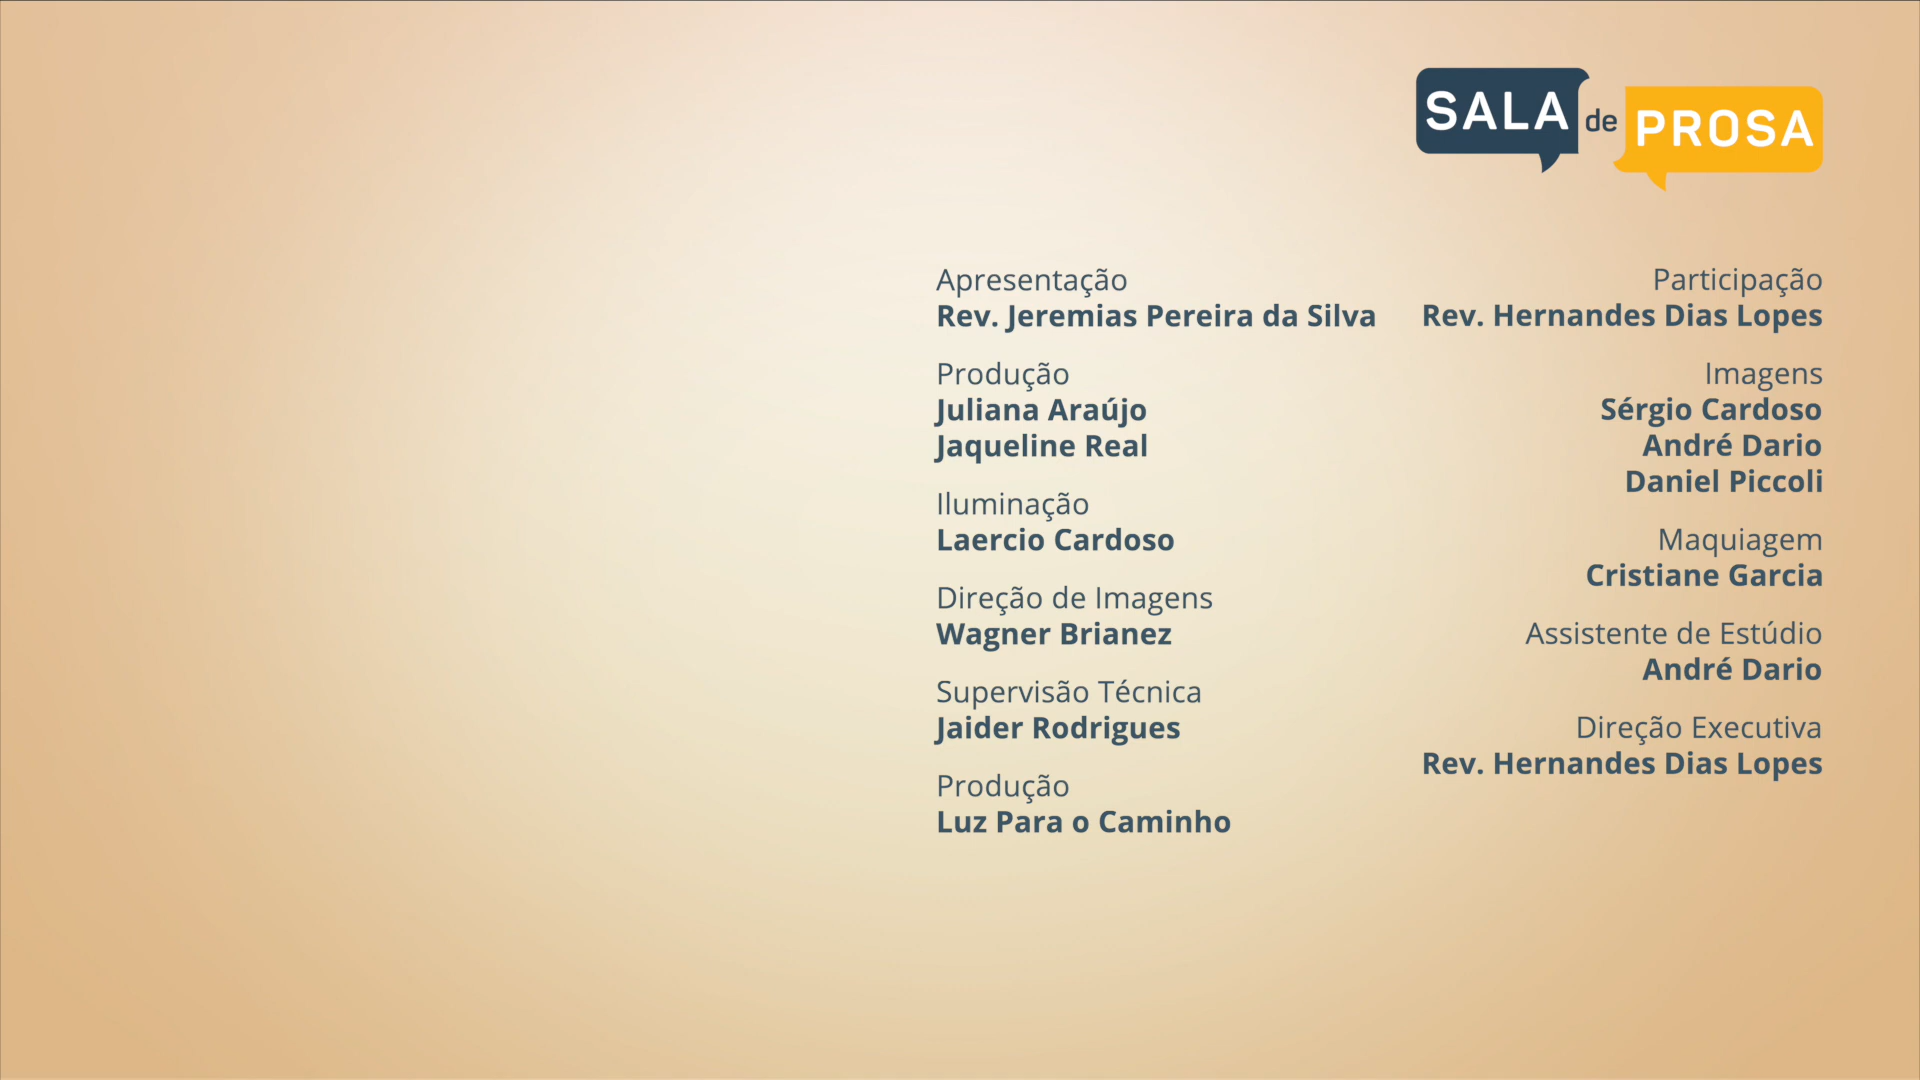 SALA de PROSA
Apresentação
Rev. Jeremias Pereira da Silva
Produção
Juliana Araújo
Jaqueline Real
Iluminação
Laercio Cardoso
Direção de Imagens
Wagner Brianez
Supervisão Técnica
Jaider Rodrigues
Produção
Luz Para o Caminho
Participação
Rev. Hernandes Dias Lopes
Imagens
Sérgio Cardoso
André Dario
Daniel Piccoli
Maquiagem
Cristiane Garcia
Assistente de Estúdio
André Dario
Direção Executiva
Rev. Hernandes Dias Lopes